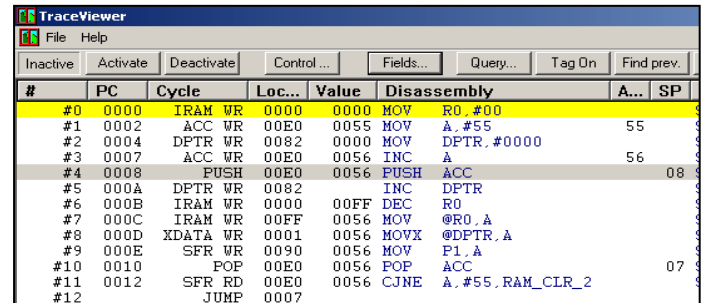 TraceViewer
File Help
Inactive Activate Deactivate Control ... Fields... Query... Tag On Find prev.
# PC Cycle Loc... Value Disassembly A... SP
#0 0000 IRAM WR 0000 0000 MOV R0,#00
#1 0002 ACC WR 00E0 0055 MOV A,#55 55
#2 0004 DPTR WR 0082 0000 MOV DPTR,#0000
#3 0007 ACC WR 00E0 0056 INC A 56
#4 0008 PUSH 00E0 0056 PUSH ACC 08
#5 000A DPTR WR 0082 INC DPTR
#6 000B IRAM WR 0000 00FF DEC R0
#7 000C IRAM WR 00FF 0056 MOV @R0,A
#8 000D XDATA WR 0001 0056 MOVX @DPTR,A
#9 000E SFR WR 0090 0056 MOV P1,A
#10 0010 POP 00E0 0056 POP ACC 07
#11 0012 SFR RD 00E0 0056 CJNE A,#55,RAM_CLR_2
#12 JUMP 0007